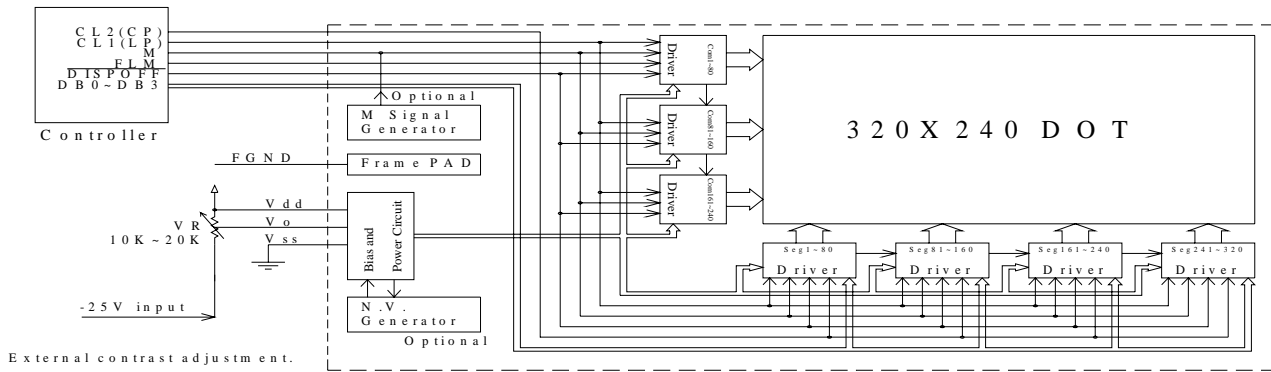 CL2(CP)
CL1(LP)
M
FLM
DISPOFF
DB0~DB3
Controller
Optional
M Signal
Generator
FGND
Frame PAD
Vdd
Vo
Vss
VR
10K~20K
Bias and
Power Circuit
-25V input
N.V.
Generator
Optional
External contrast adjustment.
Driver
Com1~80
Driver
Com81~160
Driver
Com161~240
320X240 DOT
Seg1~80
Driver
Seg81~160
Driver
Seg161~240
Driver
Seg241~320
Driver